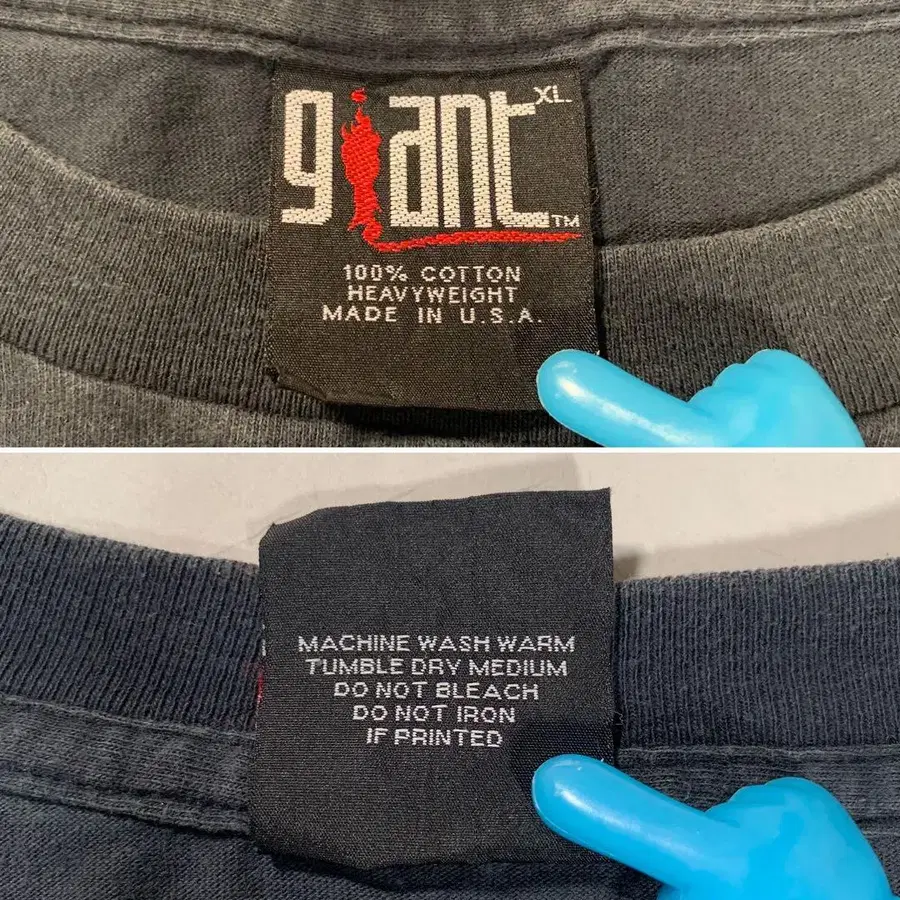 giant XL
TM
100% COTTON
HEAVYWEIGHT
MADE IN U.S.A.
MACHINE WASH WARM
TUMBLE DRY MEDIUM
DO NOT BLEACH
DO NOT IRON
IF PRINTED